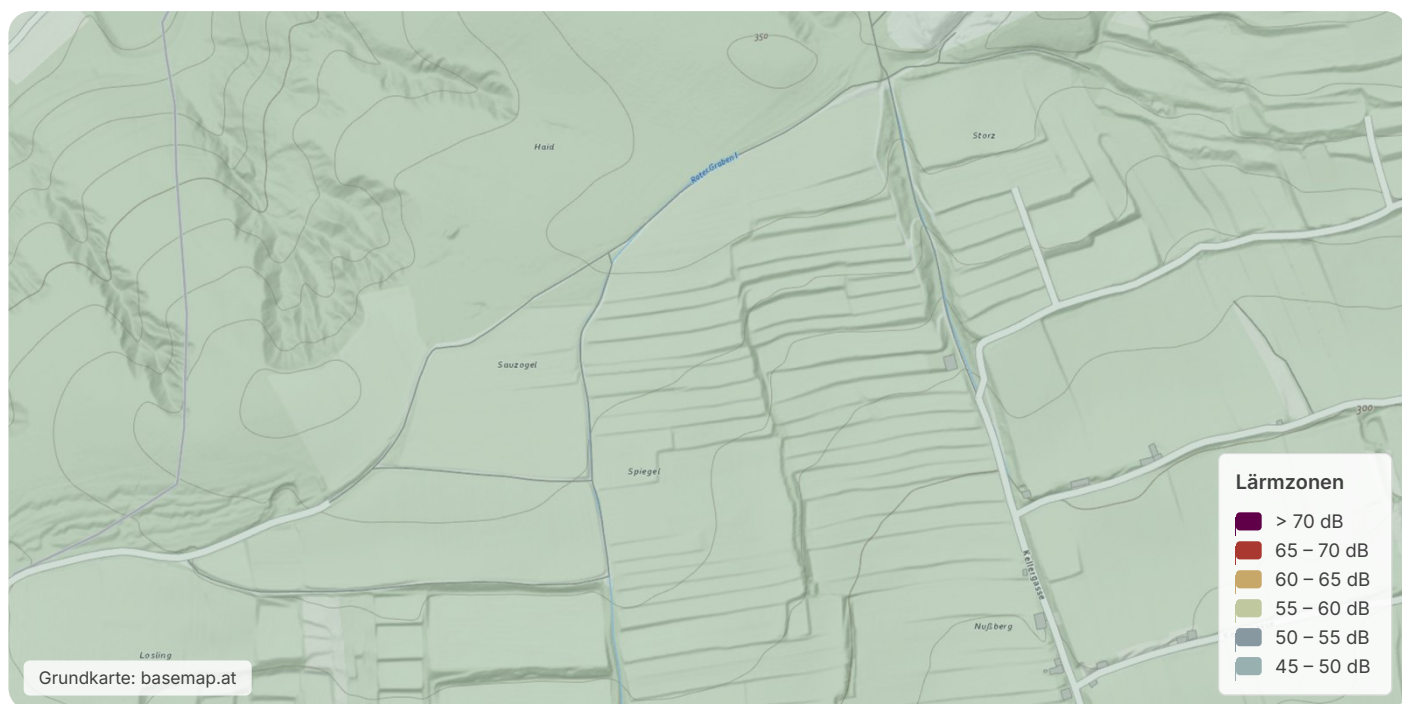 350
Haid
Storz
Roter Graben I
Sauzogel
Spiegel
300
Kellergasse
Nußberg
Losling
Grundkarte: basemap.at
Lärmzonen
> 70 dB
65 – 70 dB
60 – 65 dB
55 – 60 dB
50 – 55 dB
45 – 50 dB